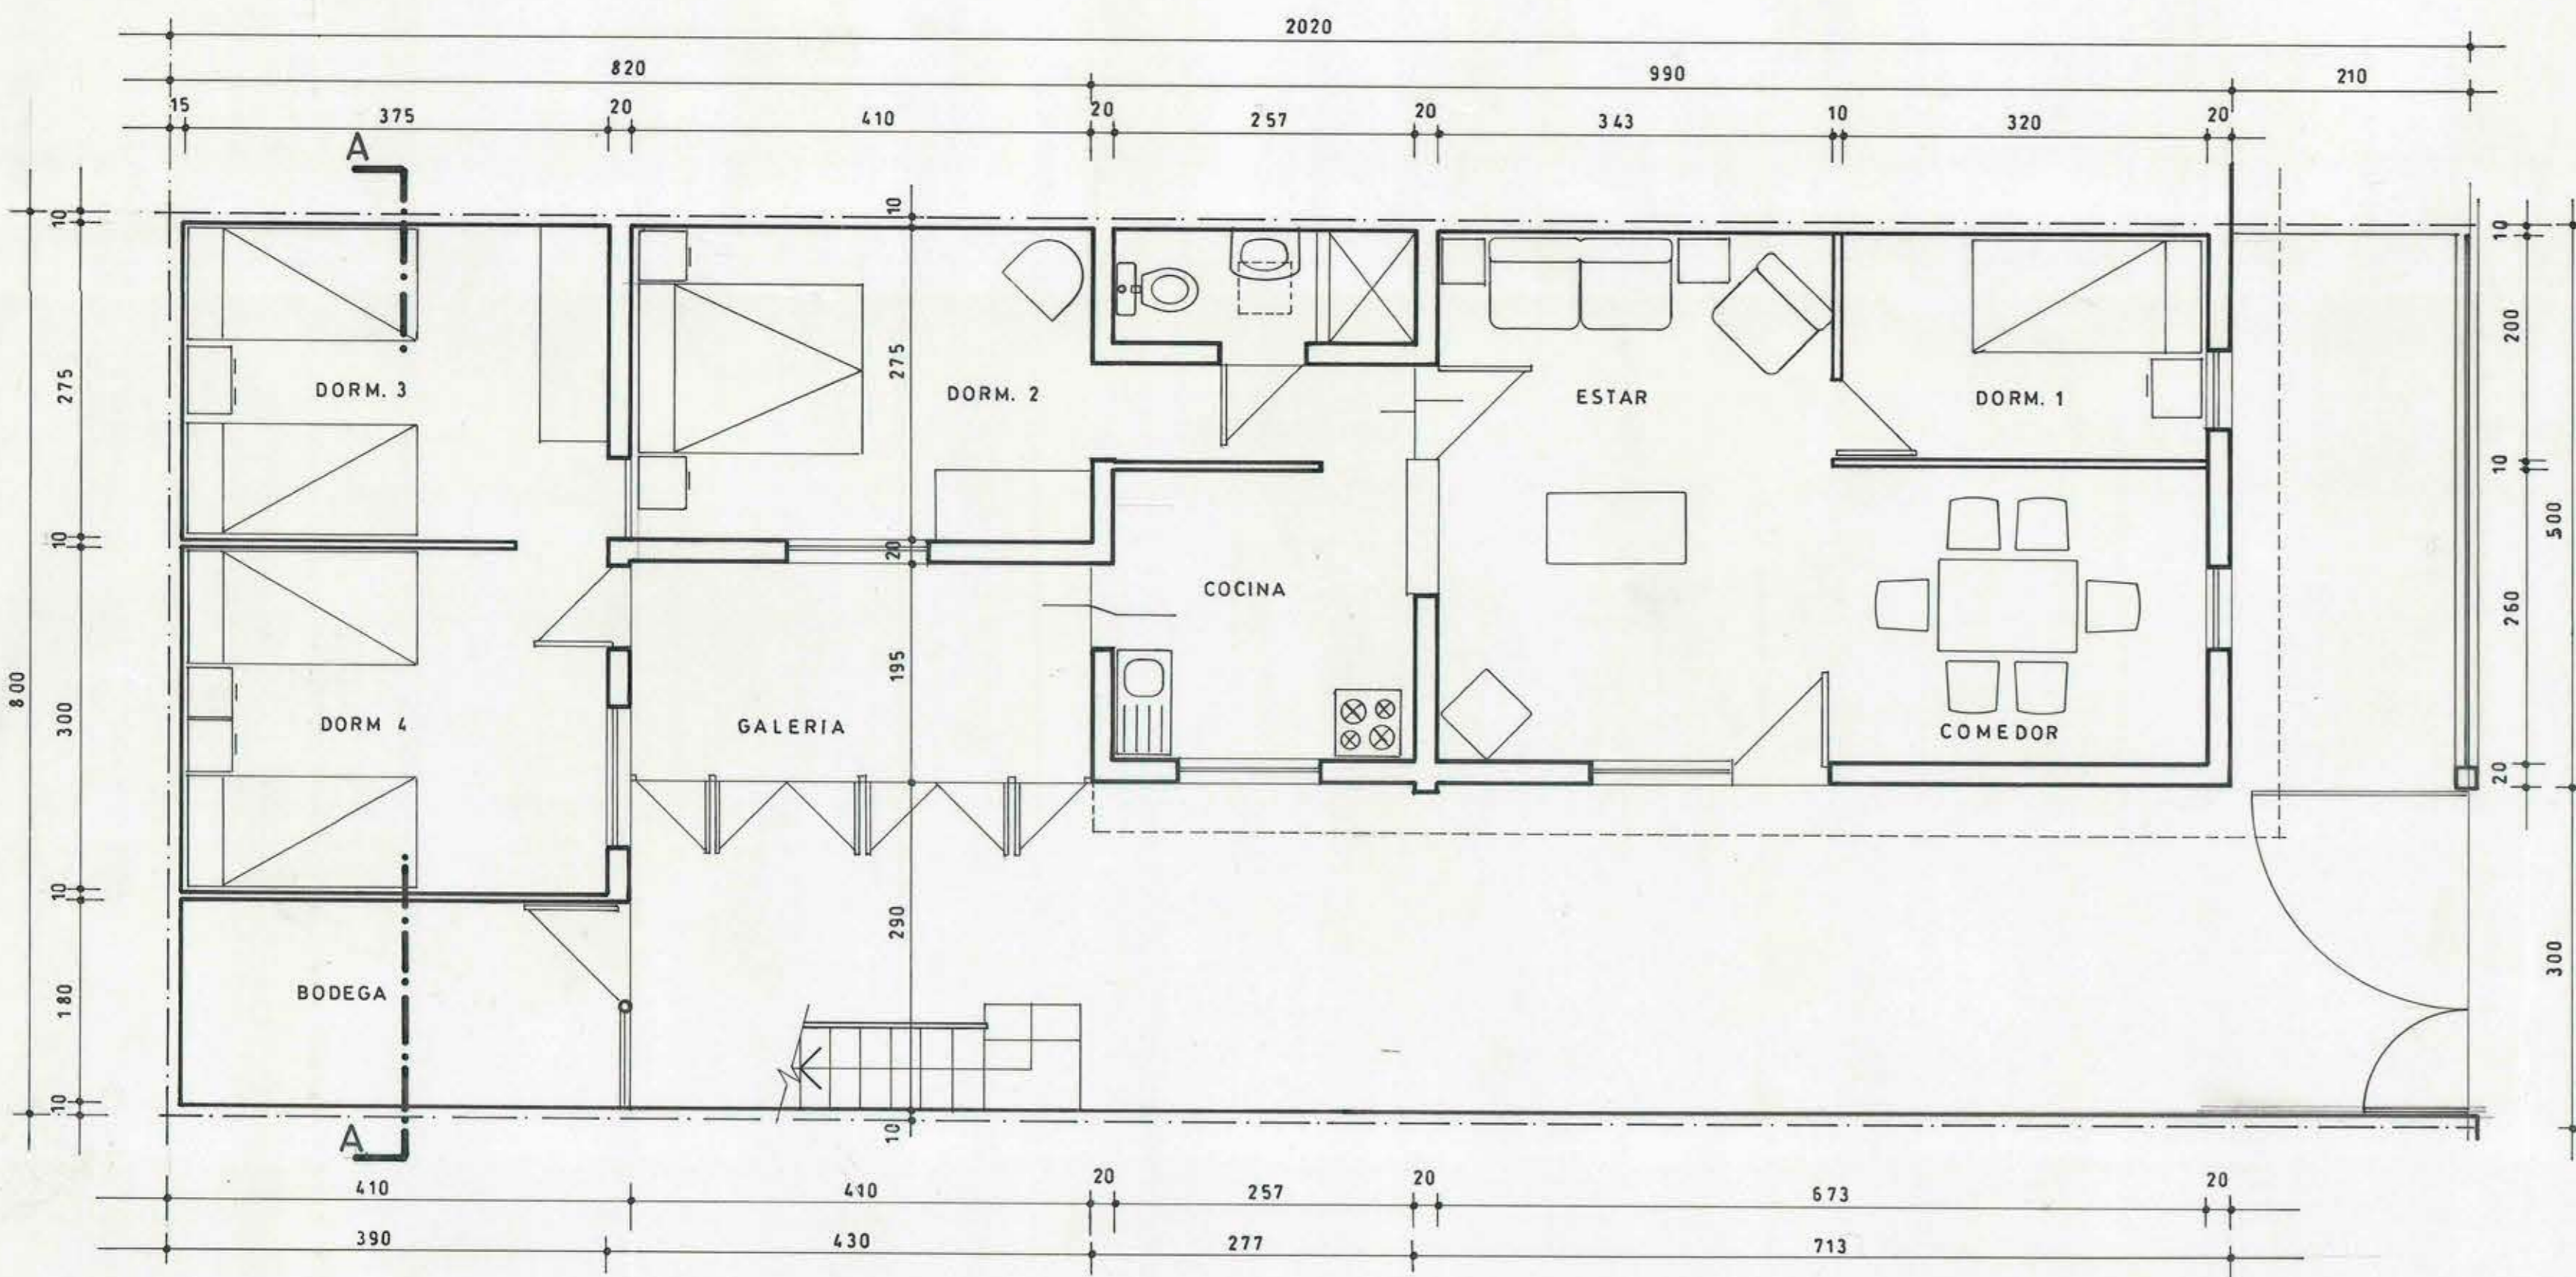 2020
820 990 210
15 375 20 410 20 257 20 343 10 320 20
A
10 10 10
275 275 200
DORM. 3 DORM. 2 ESTAR DORM. 1
10 20 10
500
800
COCINA
195 260
300 DORM 4 GALERIA COMEDOR
20
10
290
300
180 BODEGA
10 10
A
410 410 20 257 20 673 20
390 430 277 713